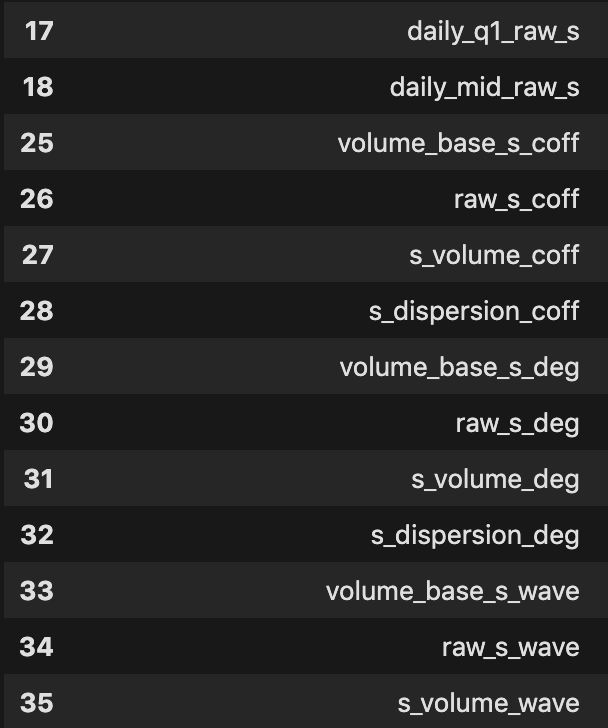 17 daily_q1_raw_s
18 daily_mid_raw_s
25 volume_base_s_coff
26 raw_s_coff
27 s_volume_coff
28 s_dispersion_coff
29 volume_base_s_deg
30 raw_s_deg
31 s_volume_deg
32 s_dispersion_deg
33 volume_base_s_wave
34 raw_s_wave
35 s_volume_wave